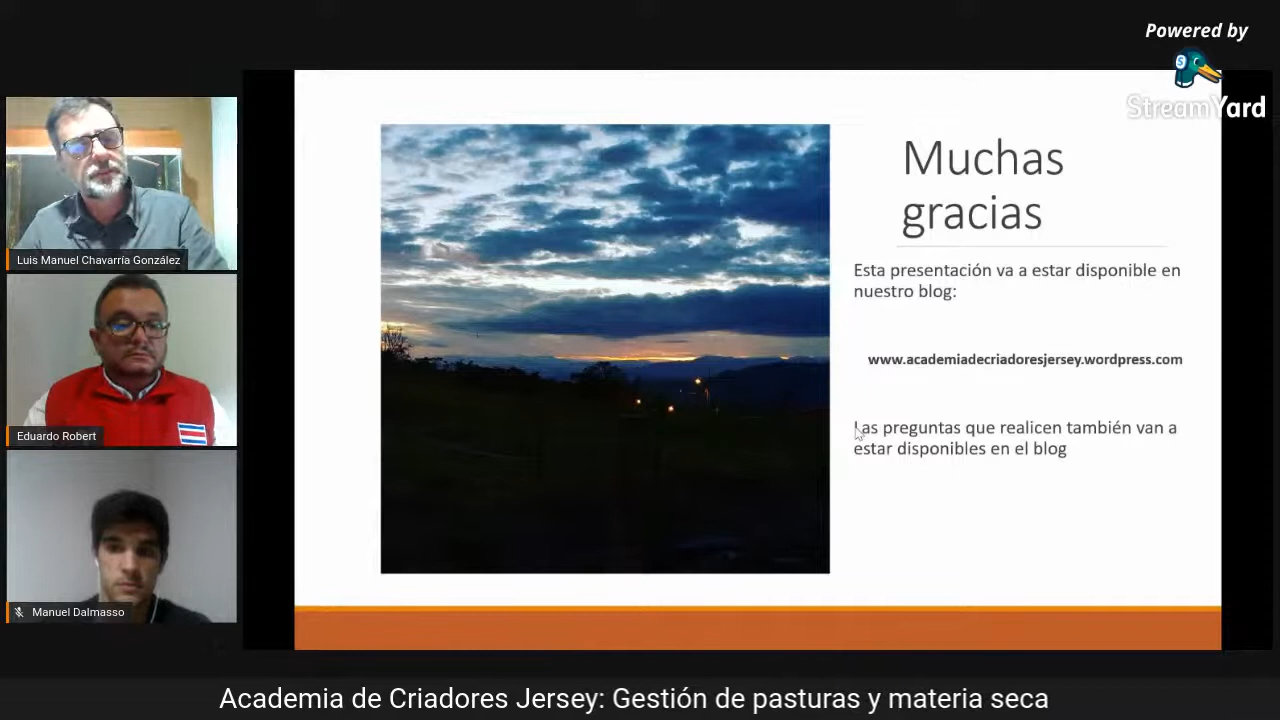 Powered by
StreamYard
Luis Manuel Chavarría González
Eduardo Robert
Manuel Dalmasso
Muchas
gracias
Esta presentación va a estar disponible en
nuestro blog:
www.academiadecriadoresjersey.wordpress.com
Las preguntas que realicen también van a
estar disponibles en el blog
Academia de Criadores Jersey: Gestión de pasturas y materia seca